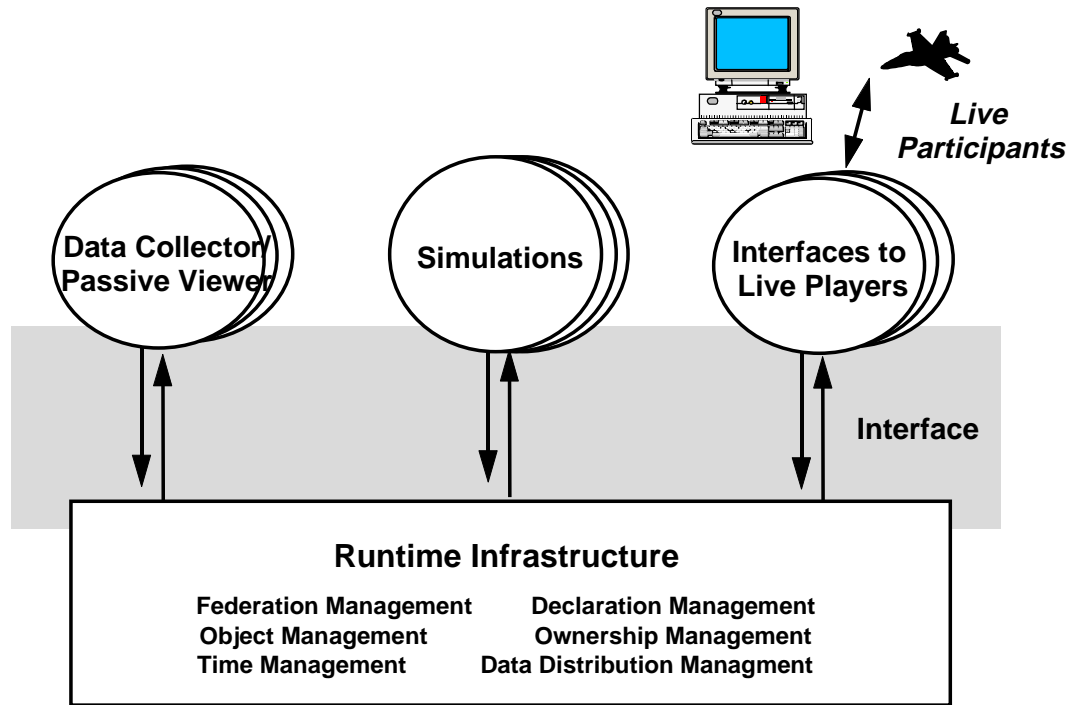 Live
Participants
Data Collector/
Passive Viewer
Simulations
Interfaces to
Live Players
Interface
Runtime Infrastructure
Federation Management Declaration Management
Object Management Ownership Management
Time Management Data Distribution Managment